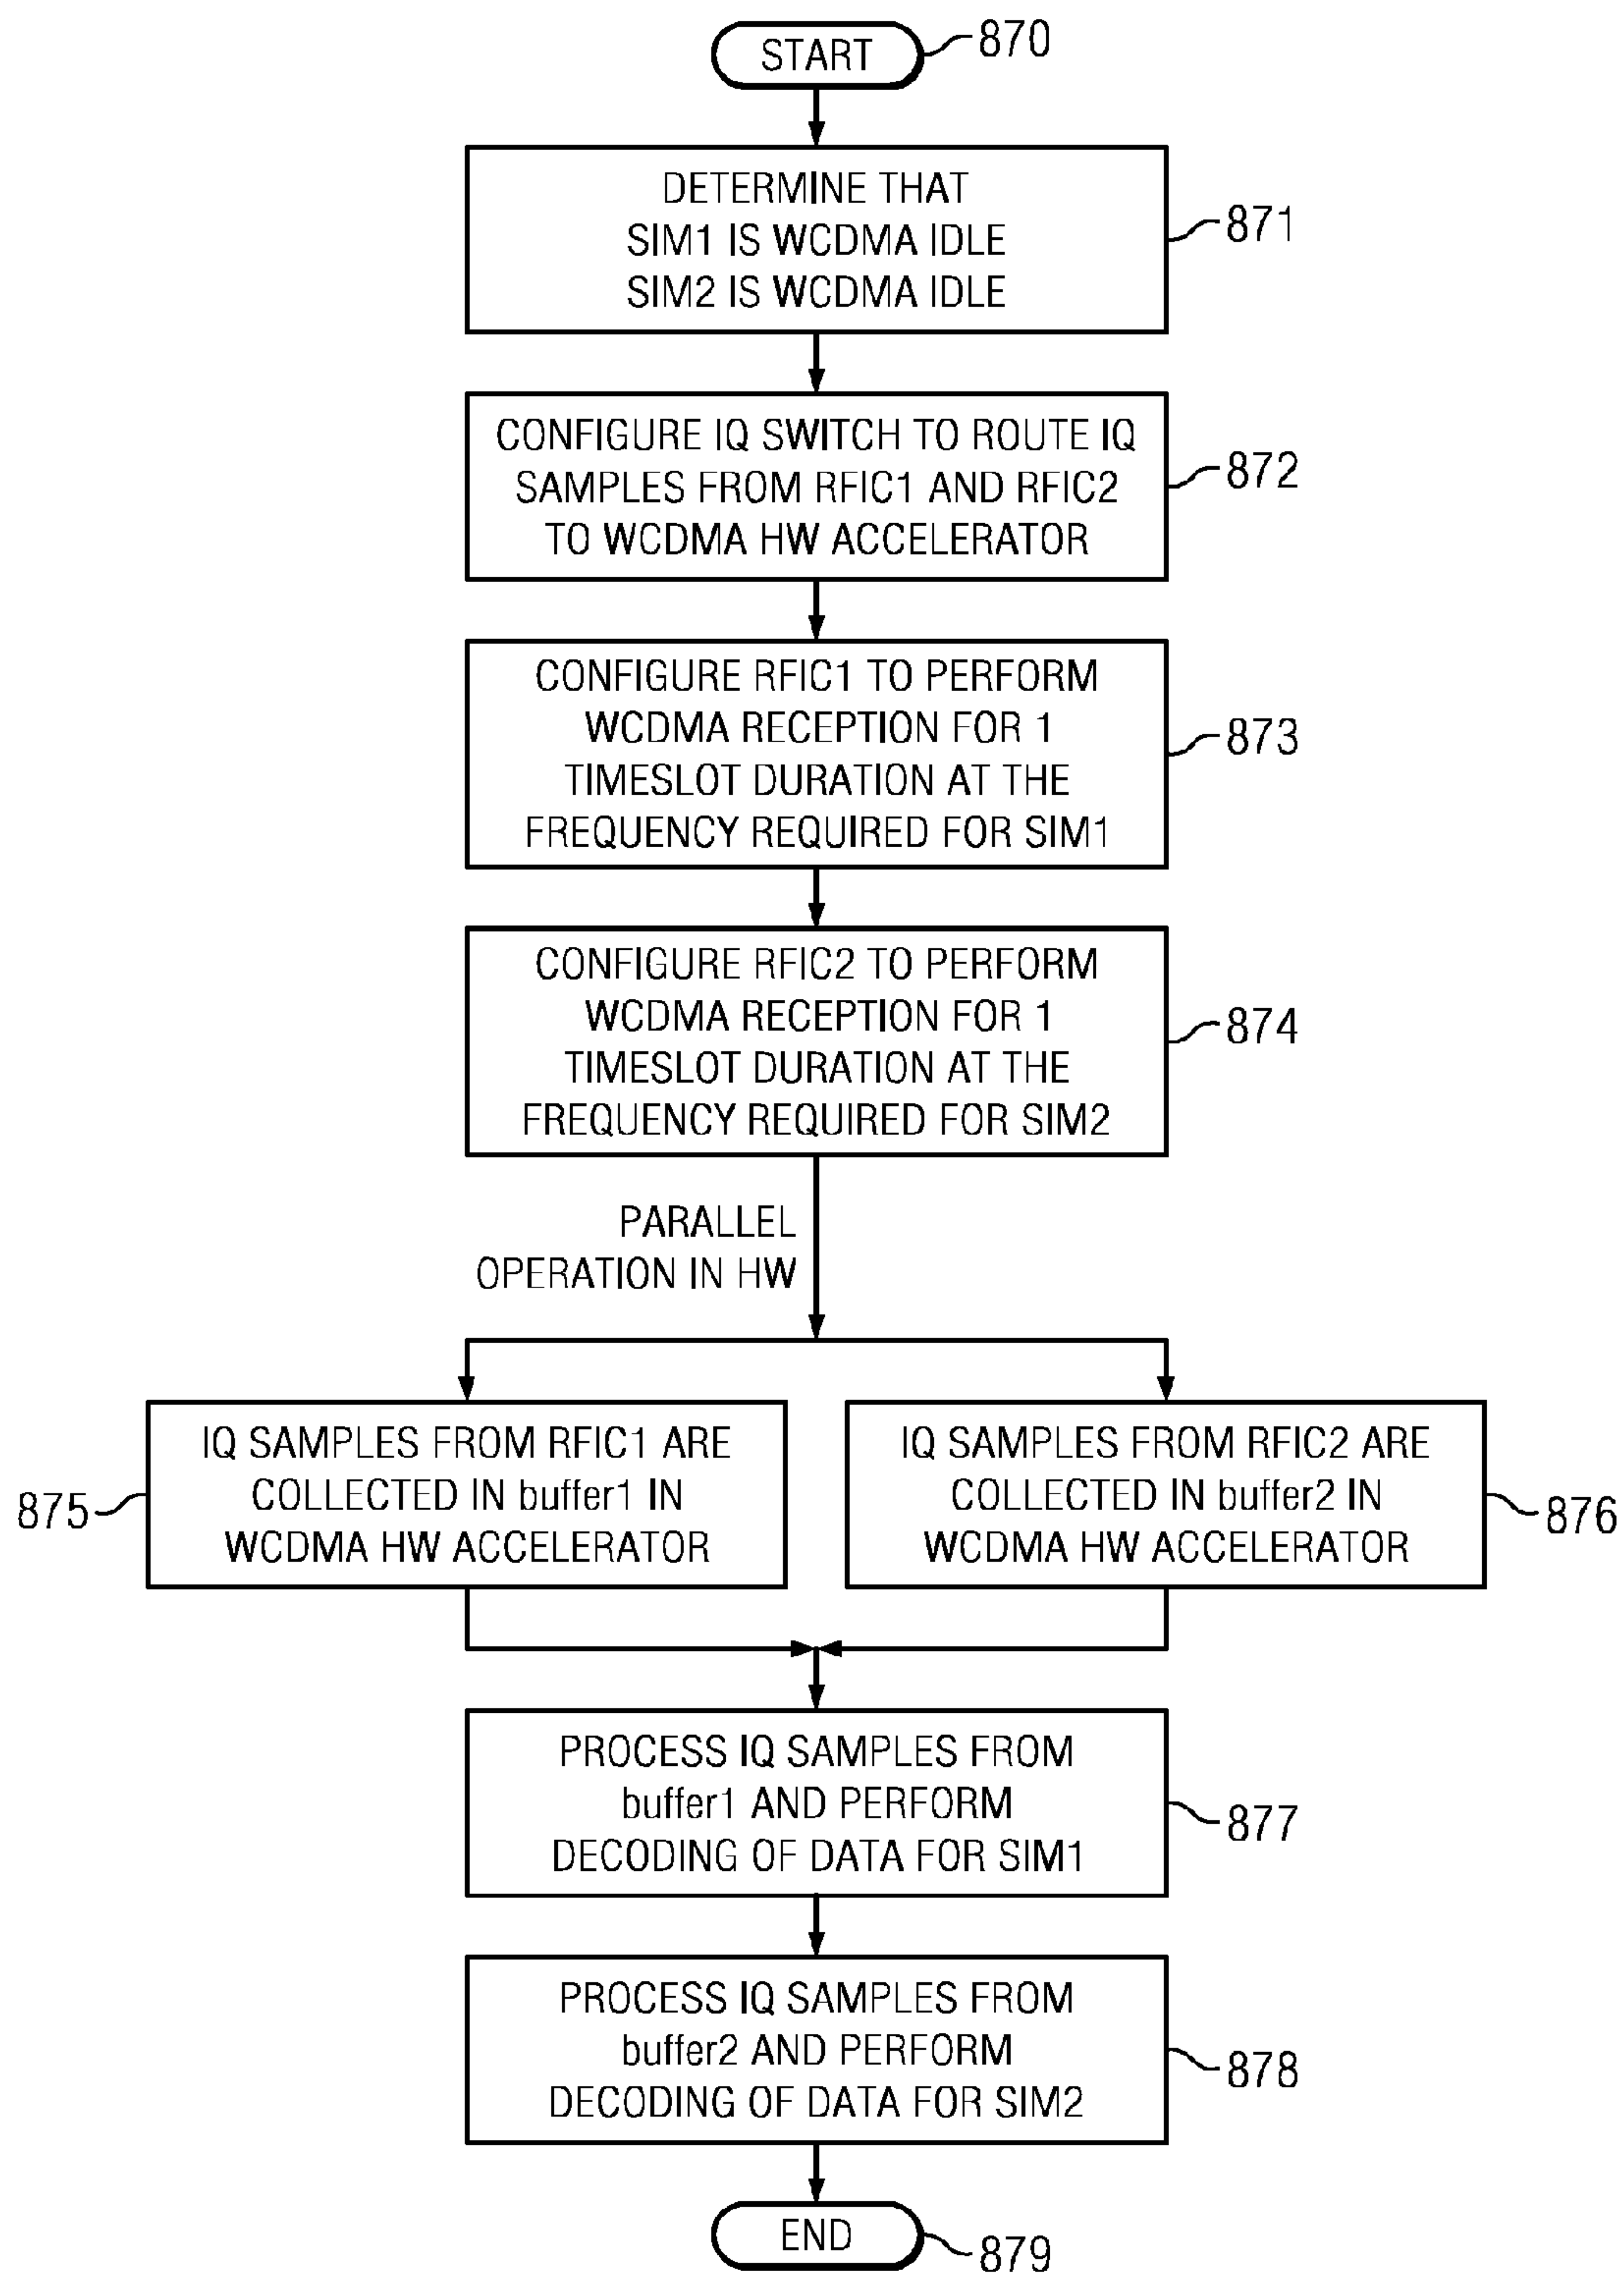 START
870
DETERMINE THAT
SIM1 IS WCDMA IDLE
SIM2 IS WCDMA IDLE
871
CONFIGURE IQ SWITCH TO ROUTE IQ
SAMPLES FROM RFIC1 AND RFIC2
TO WCDMA HW ACCELERATOR
872
CONFIGURE RFIC1 TO PERFORM
WCDMA RECEPTION FOR 1
TIMESLOT DURATION AT THE
FREQUENCY REQUIRED FOR SIM1
873
CONFIGURE RFIC2 TO PERFORM
WCDMA RECEPTION FOR 1
TIMESLOT DURATION AT THE
FREQUENCY REQUIRED FOR SIM2
874
PARALLEL
OPERATION IN HW
IQ SAMPLES FROM RFIC1 ARE
COLLECTED IN buffer1 IN
WCDMA HW ACCELERATOR
875
IQ SAMPLES FROM RFIC2 ARE
COLLECTED IN buffer2 IN
WCDMA HW ACCELERATOR
876
PROCESS IQ SAMPLES FROM
buffer1 AND PERFORM
DECODING OF DATA FOR SIM1
877
PROCESS IQ SAMPLES FROM
buffer2 AND PERFORM
DECODING OF DATA FOR SIM2
878
END
879